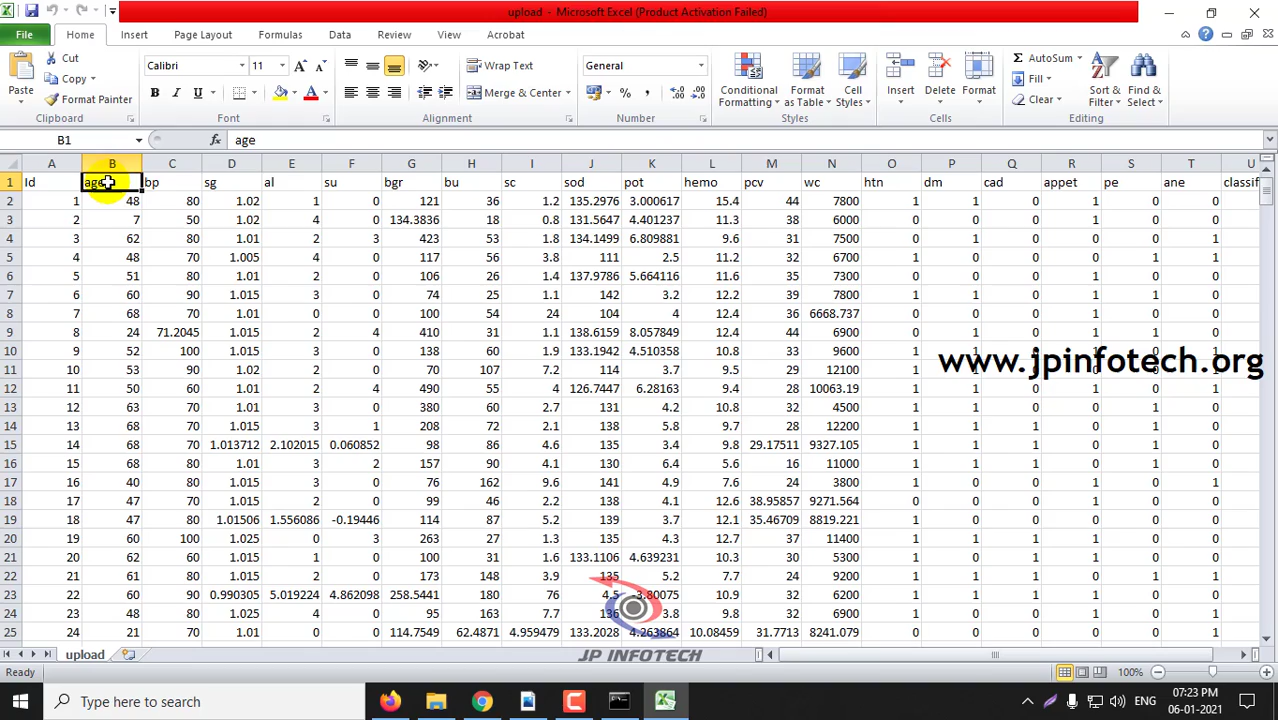 upload - Microsoft Excel (Product Activation Failed)
File Home Insert Page Layout Formulas Data Review View Acrobat
Paste Cut Copy Format Painter Clipboard
Calibri 11 A A B I U A Font
Wrap Text Merge & Center Alignment
General % , Number
Conditional Formatting Format as Table Cell Styles Styles
Insert Delete Format Cells
Σ AutoSum Fill Clear Sort & Filter Find & Select Editing
B1 fx age
A B C D E F G H I J K L M N O P Q R S T U
1 Id age bp sg al su bgr bu sc sod pot hemo pcv wc htn dm cad appet pe ane classif
2 1 48 80 1.02 1 0 121 36 1.2 135.2976 3.000617 15.4 44 7800 1 1 0 1 0 0
3 2 7 50 1.02 4 0 134.3836 18 0.8 131.5647 4.401237 11.3 38 6000 0 0 0 1 0 0
4 3 62 80 1.01 2 3 423 53 1.8 134.1499 6.809881 9.6 31 7500 0 1 0 0 0 1
5 4 48 70 1.005 4 0 117 56 3.8 111 2.5 11.2 32 6700 1 0 0 0 1 1
6 5 51 80 1.01 2 0 106 26 1.4 137.9786 5.664116 11.6 35 7300 0 0 0 1 0 0
7 6 60 90 1.015 3 0 74 25 1.1 142 3.2 12.2 39 7800 1 1 0 1 1 0
8 7 68 70 1.01 0 0 100 54 24 104 4 12.4 36 6668.737 0 0 0 1 0 0
9 8 24 71.2045 1.015 2 4 410 31 1.1 138.6159 8.057849 12.4 44 6900 0 1 0 1 1 0
10 9 52 100 1.015 3 0 138 60 1.9 133.1942 4.510358 10.8 33 9600 1 1 0 1 0 1
11 10 53 90 1.02 2 0 70 107 7.2 114 3.7 9.5 29 12100 1 1 0 1 0 1
12 11 50 60 1.01 2 4 490 55 4 126.7447 6.28163 9.4 28 10063.19 1 1 0 1 0 1
13 12 63 70 1.01 3 0 380 60 2.7 131 4.2 10.8 32 4500 1 1 0 0 1 0
14 13 68 70 1.015 3 1 208 72 2.1 138 5.8 9.7 28 12200 1 1 1 0 1 0
15 14 68 70 1.013712 2.102015 0.060852 98 86 4.6 135 3.4 9.8 29.17511 9327.105 1 1 1 0 1 0
16 15 68 80 1.01 3 2 157 90 4.1 130 6.4 5.6 16 11000 1 1 1 0 1 0
17 16 40 80 1.015 3 0 76 162 9.6 141 4.9 7.6 24 3800 1 0 0 1 0 1
18 17 47 70 1.015 2 0 99 46 2.2 138 4.1 12.6 38.95857 9271.564 0 0 0 1 0 0
19 18 47 80 1.01506 1.556086 -0.19446 114 87 5.2 139 3.7 12.1 35.46709 8819.221 1 0 0 0 0 0
20 19 60 100 1.025 0 3 263 27 1.3 135 4.3 12.7 37 11400 1 1 1 1 0 0
21 20 62 60 1.015 1 0 100 31 1.6 133.1106 4.639231 10.3 30 5300 1 0 1 1 0 0
22 21 61 80 1.015 2 0 173 148 3.9 135 5.2 7.7 24 9200 1 1 1 0 1 1
23 22 60 90 0.990305 5.019224 4.862098 258.5441 180 76 4.5 -3.80075 10.9 32 6200 1 1 1 1 0 0
24 23 48 80 1.025 4 0 95 163 7.7 136 3.8 9.8 32 6900 1 0 0 1 0 1
25 24 21 70 1.01 0 0 114.7549 62.4871 4.959479 133.2028 4.263864 10.08459 31.7713 8241.079 0 0 0 0 0 1
www.jpinfotech.org
JP INFOTECH
upload
Ready 100%
Type here to search ENG 07:23 PM
06-01-2021